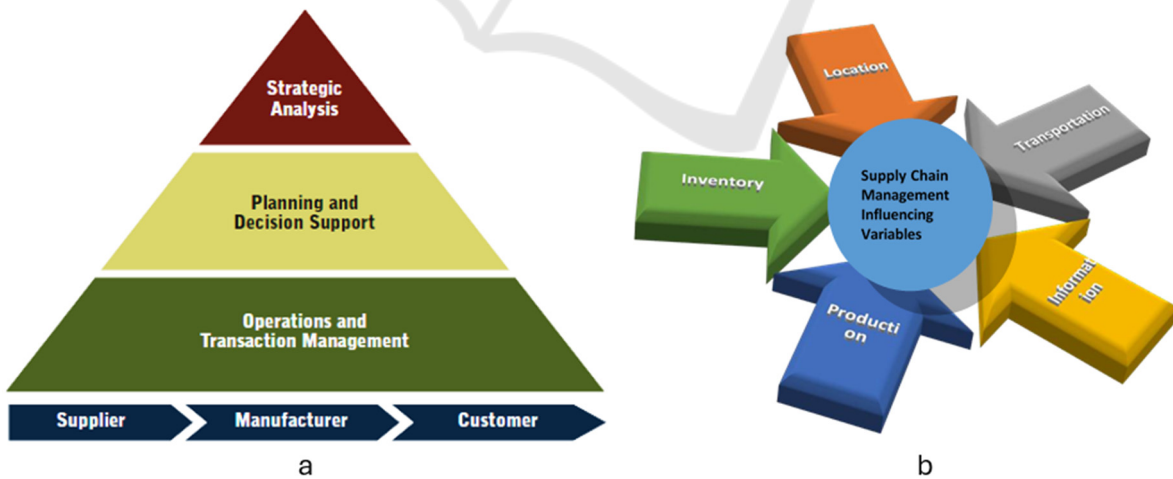 Strategic
Analysis
Planning and
Decision Support
Operations and
Transaction Management
Supplier
Manufacturer
Customer
a
Location
Transportation
Inventory
Supply Chain
Management
Influencing
Variables
Informat
ion
Producti
on
b